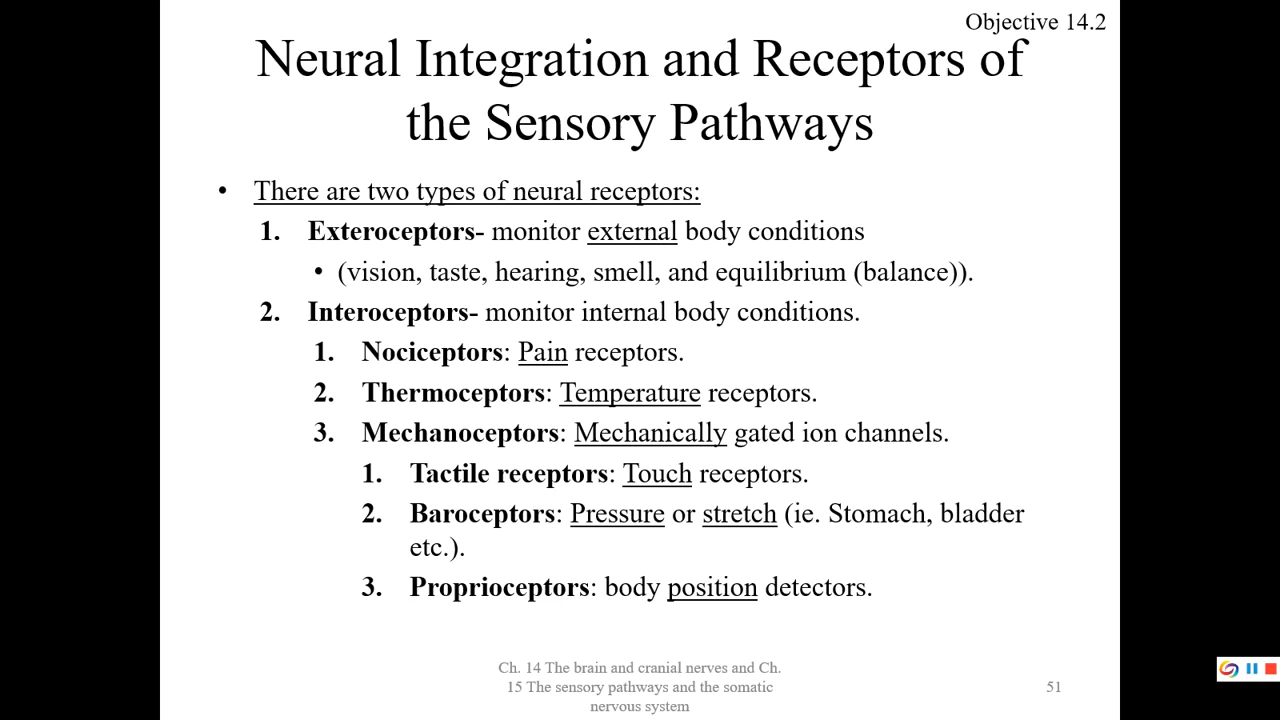 Objective 14.2
Neural Integration and Receptors of
the Sensory Pathways
• There are two types of neural receptors:
1. Exteroceptors- monitor external body conditions
• (vision, taste, hearing, smell, and equilibrium (balance)).
2. Interoceptors- monitor internal body conditions.
1. Nociceptors: Pain receptors.
2. Thermoceptors: Temperature receptors.
3. Mechanoceptors: Mechanically gated ion channels.
1. Tactile receptors: Touch receptors.
2. Baroceptors: Pressure or stretch (ie. Stomach, bladder
etc.).
3. Proprioceptors: body position detectors.
Ch. 14 The brain and cranial nerves and Ch.
15 The sensory pathways and the somatic
nervous system
51